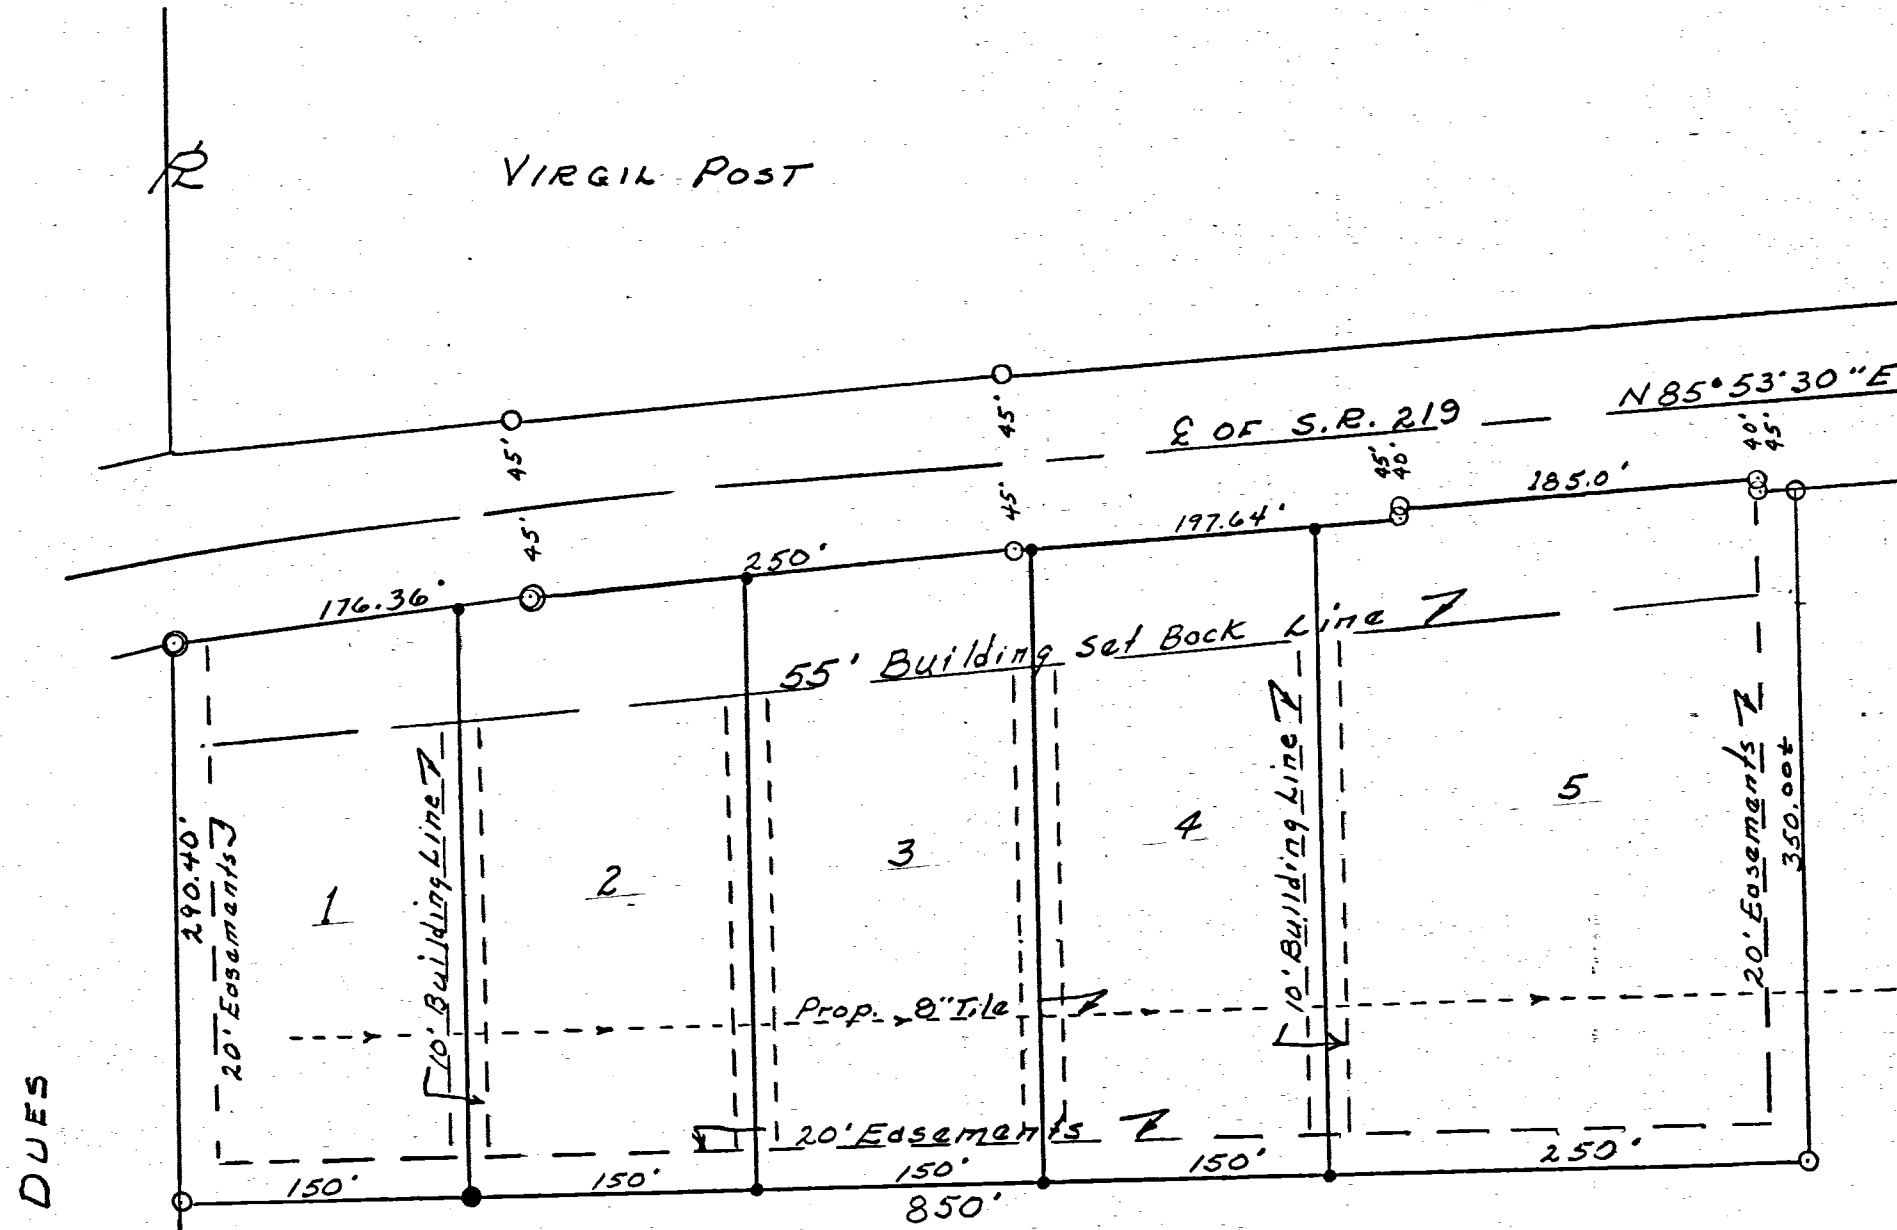 VIRGIL POST
N 85° 53' 30" E
℄ OF S.R. 219
45'
45'
45'
45'
45'
40'
40'
45'
176.36'
250'
197.64'
185.0'
55' Building Set Back Line
290.40'
20' Easements
1
10' Building Line
2
3
4
10' Building Line
5
20' Easements
350.00±
Prop. 8" Tile
20' Easements
DUES
150'
150'
150'
150'
250'
850'